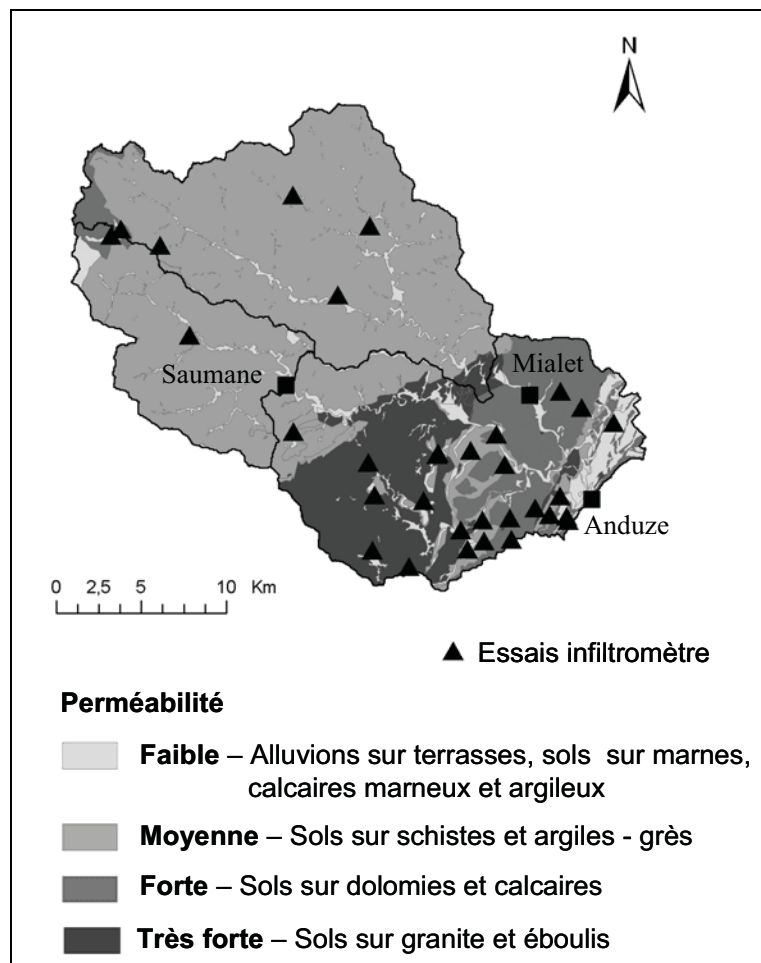 N
Mialet
Saumane
Anduze
0 2,5 5 10 Km
Essais infiltromètre
Perméabilité
Faible – Alluvions sur terrasses, sols sur marnes,
calcaires marneux et argileux
Moyenne – Sols sur schistes et argiles - grès
Forte – Sols sur dolomies et calcaires
Très forte – Sols sur granite et éboulis